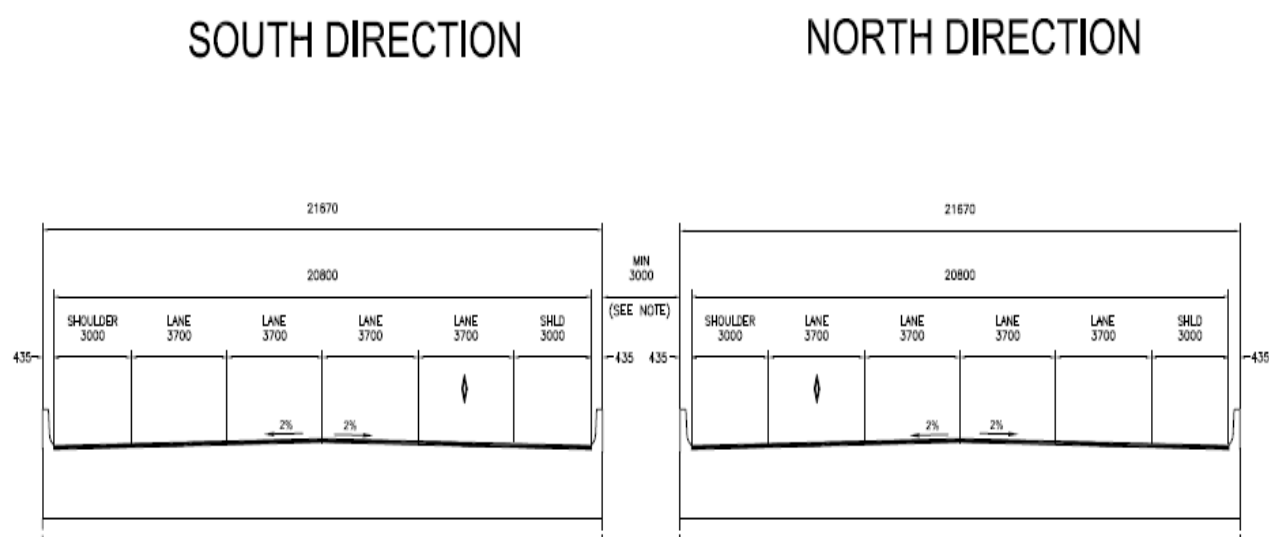 SOUTH DIRECTION
NORTH DIRECTION
21670
21670
MIN
3000
(SEE NOTE)
20800
20800
SHOULDER
3000
LANE
3700
LANE
3700
LANE
3700
LANE
3700
SHLD
3000
SHOULDER
3000
LANE
3700
LANE
3700
LANE
3700
LANE
3700
SHLD
3000
435
435
435
435
2%
2%
2%
2%